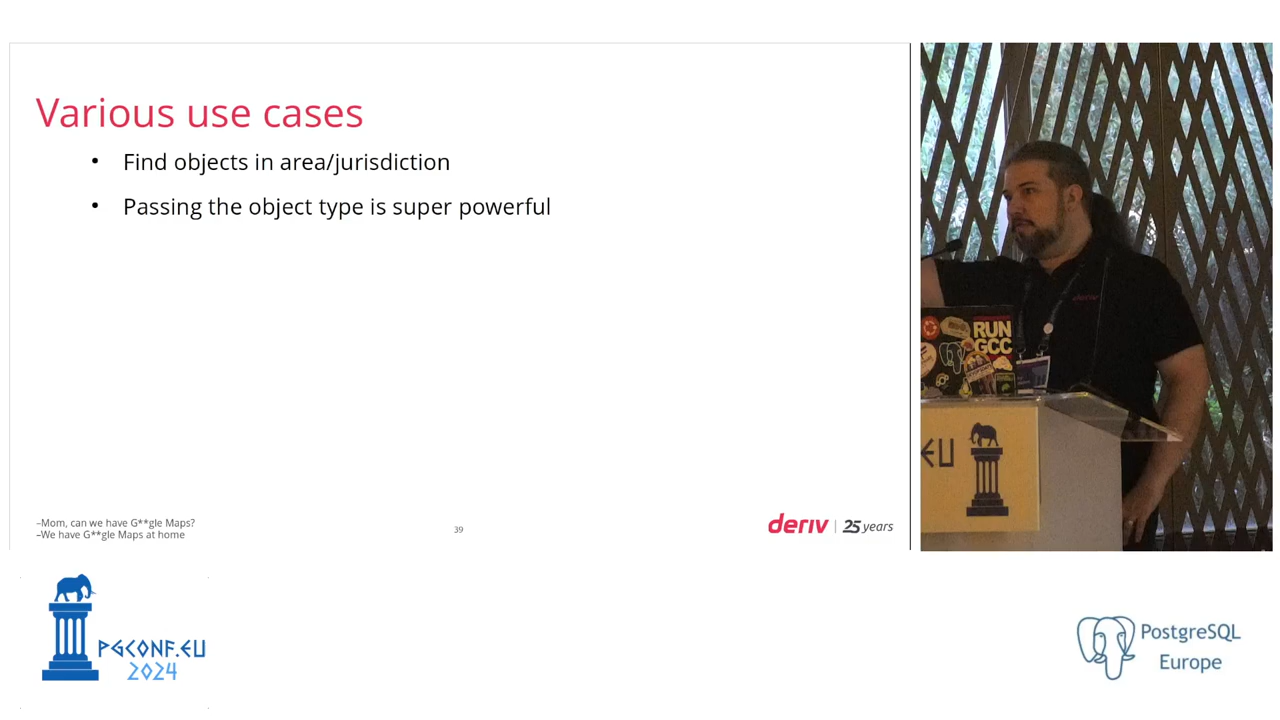 Various use cases
• Find objects in area/jurisdiction
• Passing the object type is super powerful
–Mom, can we have G**gle Maps?
–We have G**gle Maps at home
39
deriv | 25 years
deriv
RUN
GCC
EU
PGCONF.EU
2024
PostgreSQL
Europe